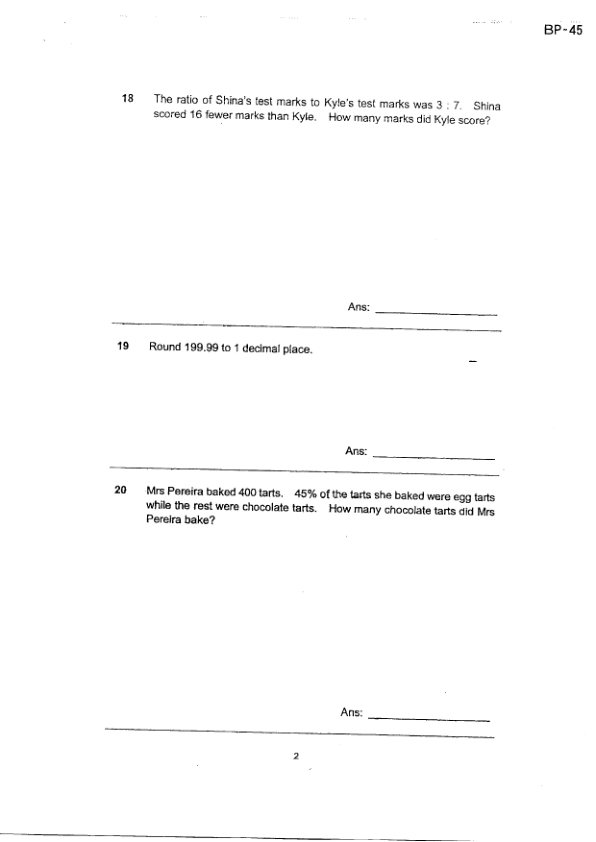 BP-45
18 The ratio of Shina's test marks to Kyle's test marks was 3 : 7. Shina
scored 16 fewer marks than Kyle. How many marks did Kyle score?
Ans: ____________________
19 Round 199.99 to 1 decimal place.
Ans: ____________________
20 Mrs Pereira baked 400 tarts. 45% of the tarts she baked were egg tarts
while the rest were chocolate tarts. How many chocolate tarts did Mrs
Pereira bake?
Ans: ____________________
2